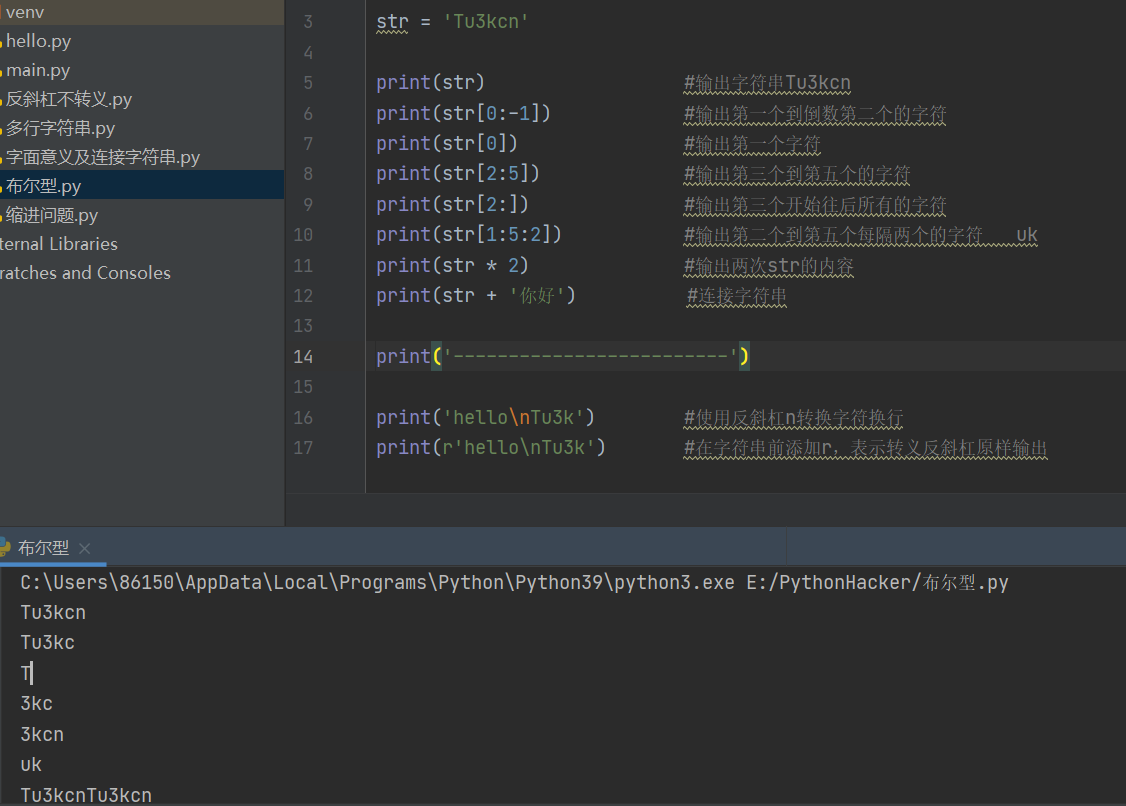 venv
hello.py
main.py
反斜杠不转义.py
多行字符串.py
字面意义及连接字符串.py
布尔型.py
缩进问题.py
ternal Libraries
ratches and Consoles
3 str = 'Tu3kcn'
4
5 print(str) #输出字符串Tu3kcn
6 print(str[0:-1]) #输出第一个到倒数第二个的字符
7 print(str[0]) #输出第一个字符
8 print(str[2:5]) #输出第三个到第五个的字符
9 print(str[2:]) #输出第三个开始往后所有的字符
10 print(str[1:5:2]) #输出第二个到第五个每隔两个的字符 uk
11 print(str * 2) #输出两次str的内容
12 print(str + '你好') #连接字符串
13
14 print('-------------------------')
15
16 print('hello\nTu3k') #使用反斜杠n转换字符换行
17 print(r'hello\nTu3k') #在字符串前添加r，表示转义反斜杠原样输出
布尔型
C:\Users\86150\AppData\Local\Programs\Python\Python39\python3.exe E:/PythonHacker/布尔型.py
Tu3kcn
Tu3kc
T
3kc
3kcn
uk
Tu3kcnTu3kcn